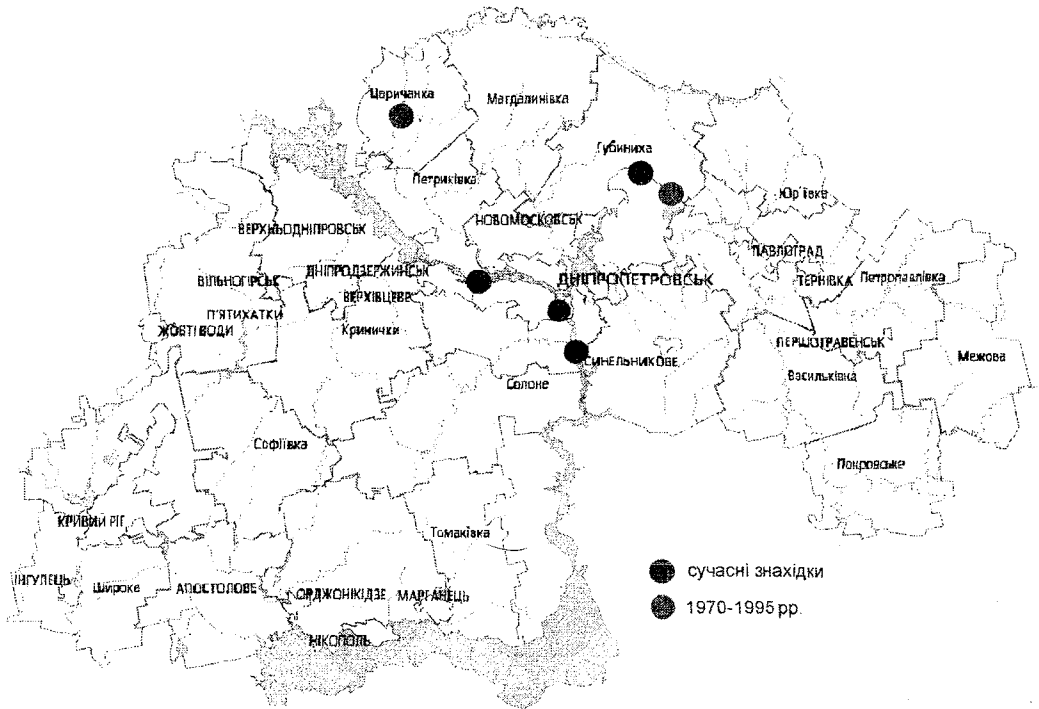 Царичанка
Магдалинівка
Губиниха
Петриківка
Юр'ївка
НОВОМОСКОВСЬК
ВЕРХНЬОДНІПРОВСЬК
ПАВЛОГРАД
ДНІПРОДЗЕРЖИНСЬК
ДНІПРОПЕТРОВСЬК
ВІЛЬНОГІРСЬК
ТЕРНІВКА
Петропавлівка
ВЕРХІВЦЕВЕ
П'ЯТИХАТКИ
ЖОВТІ ВОДИ
Кринички
ПЕРШОТРАВЕНСЬК
СИНЕЛЬНИКОВЕ
Межова
Васильківка
Солоне
Софіївка
Покровське
КРИВИЙ РІГ
Томаківка
ІНГУЛЕЦЬ
Широке
АПОСТОЛОВЕ
ОРДЖОНІКІДЗЕ
МАРГАНЕЦЬ
НІКОПОЛЬ
сучасні знахідки
1970-1995 рр.